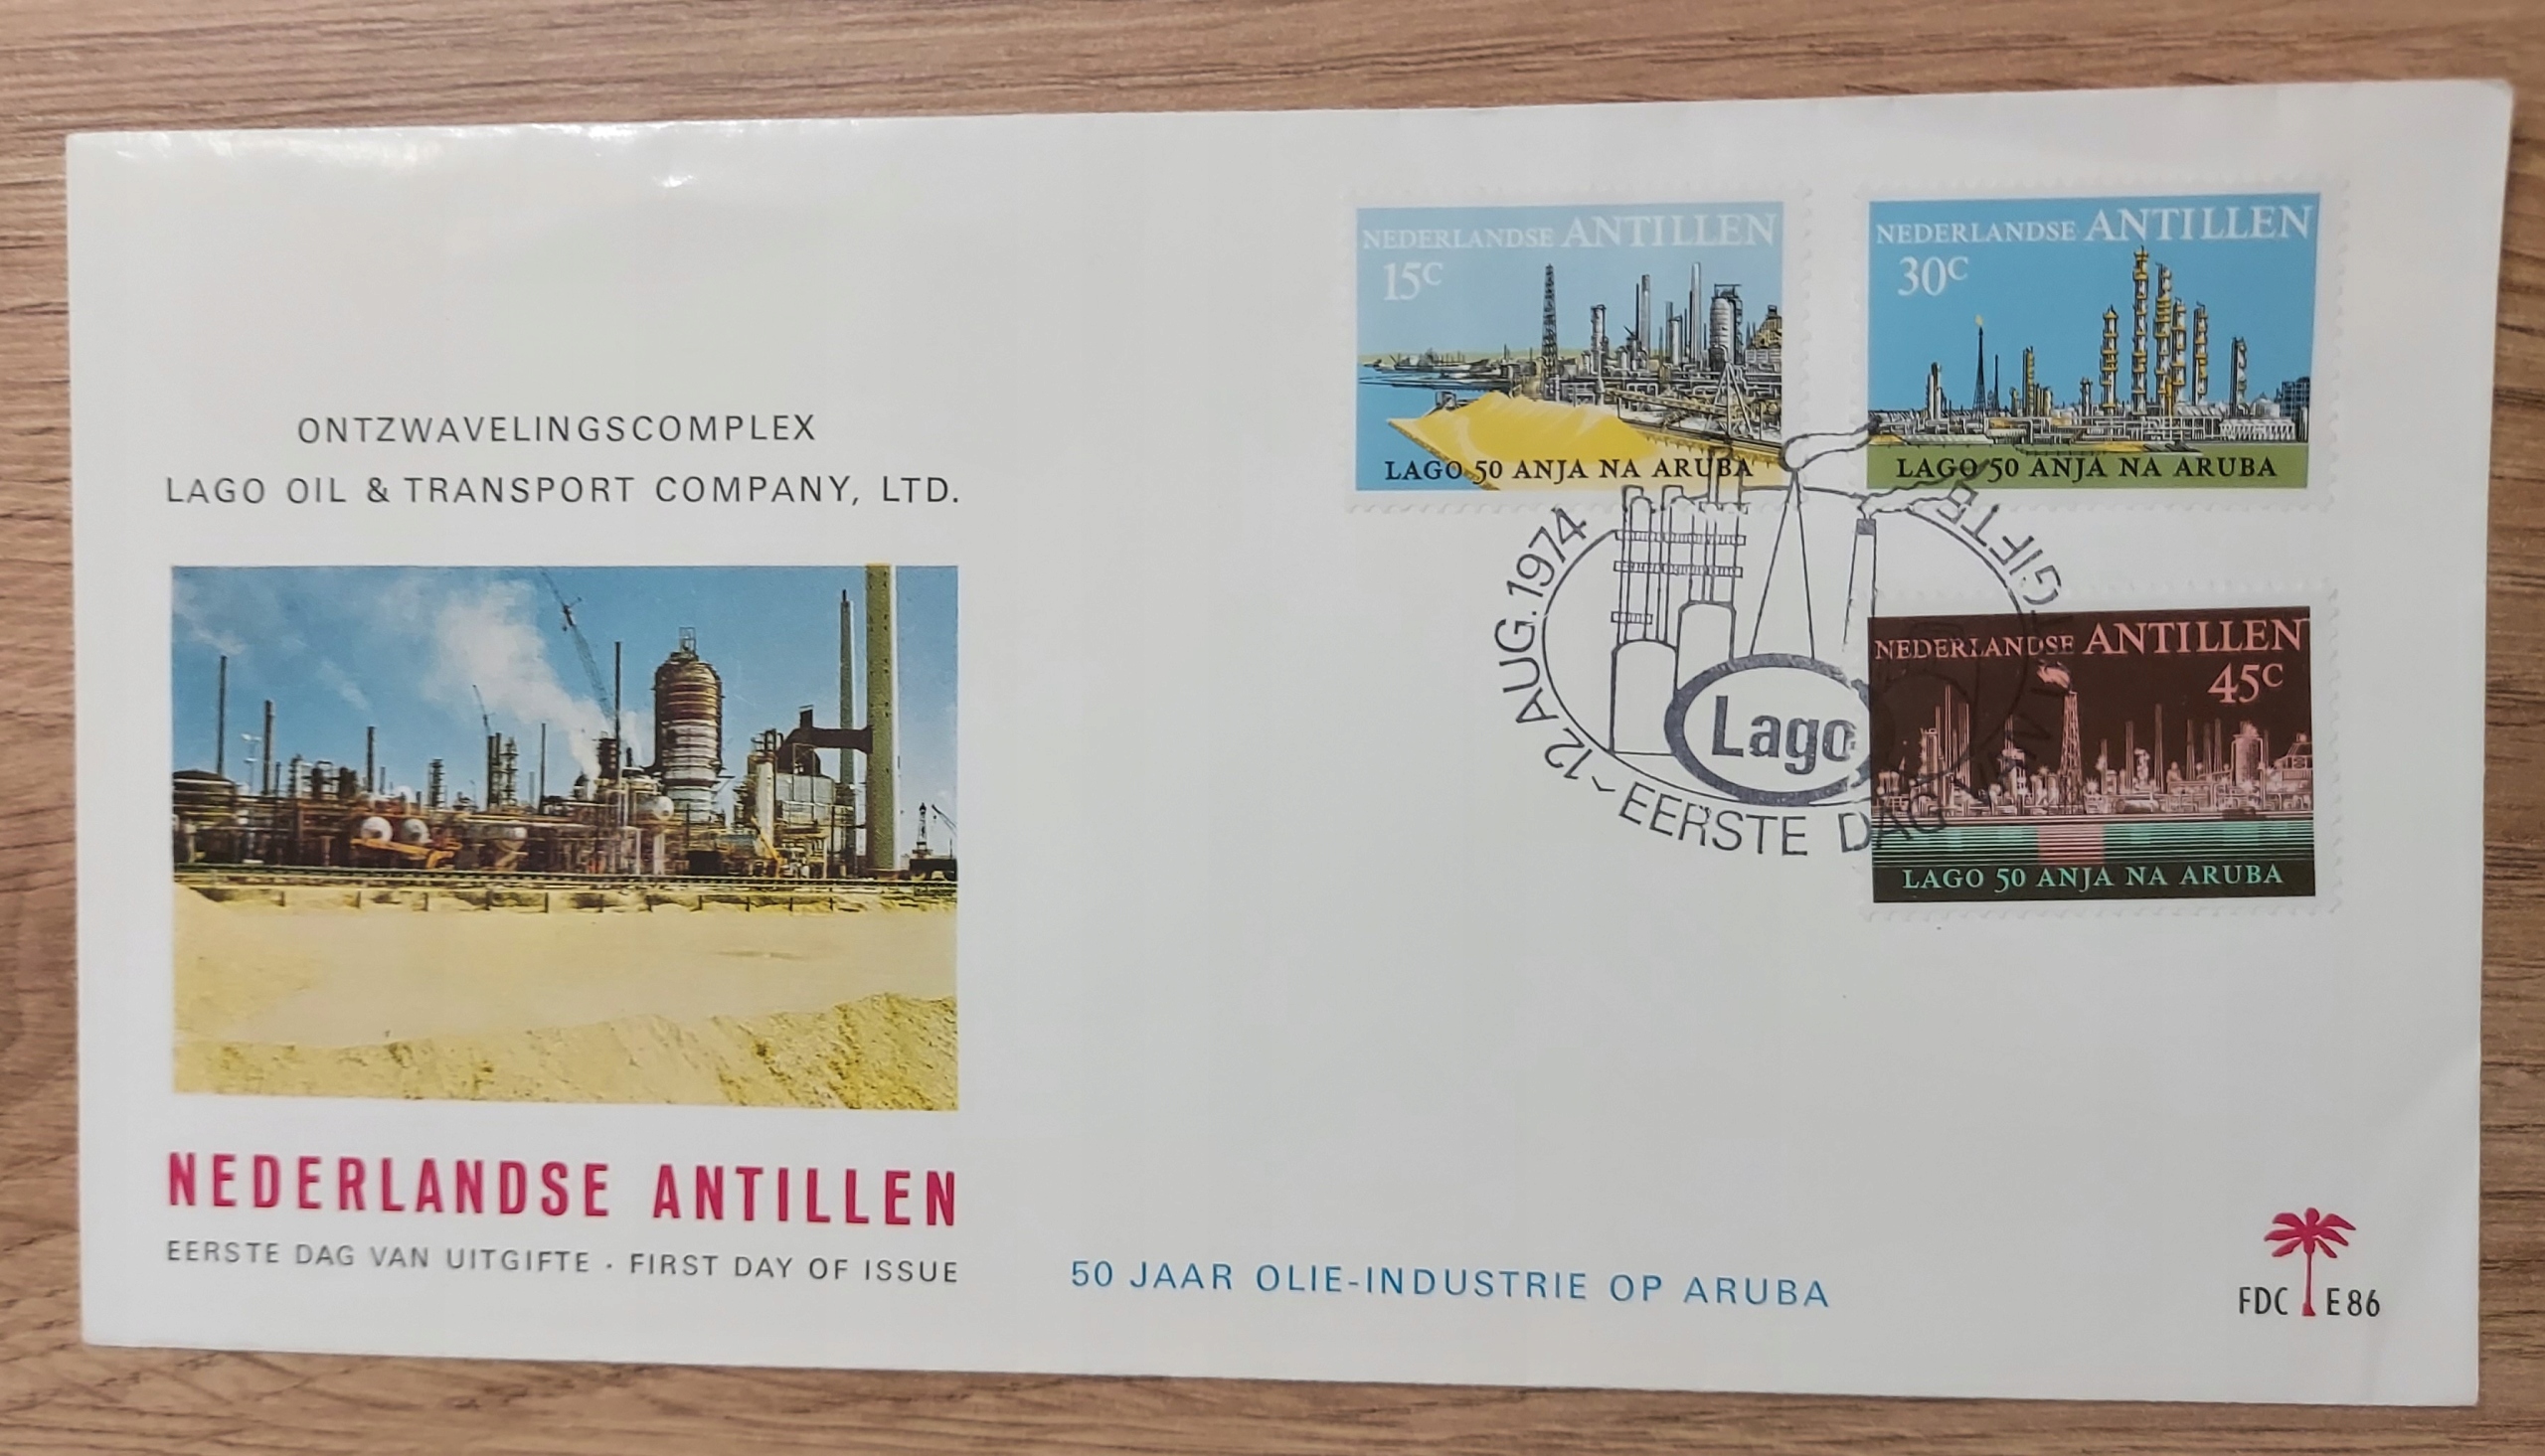 ONTZWAVELINGSCOMPLEX
LAGO OIL & TRANSPORT COMPANY, LTD.
NEDERLANDSE ANTILLEN
EERSTE DAG VAN UITGIFTE · FIRST DAY OF ISSUE
50 JAAR OLIE-INDUSTRIE OP ARUBA
NEDERLANDSE ANTILLEN
15C
LAGO 50 ANJA NA ARUBA
NEDERLANDSE ANTILLEN
30C
LAGO 50 ANJA NA ARUBA
NEDERLANDSE ANTILLEN
45C
LAGO 50 ANJA NA ARUBA
12 AUG. 1974 ~ EERSTE DAG VAN UITGIFTE
Lago
FDC E86